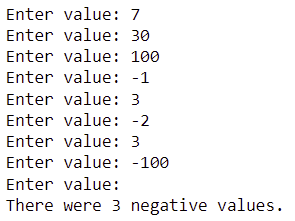 Enter value: 7
Enter value: 30
Enter value: 100
Enter value: -1
Enter value: 3
Enter value: -2
Enter value: 3
Enter value: -100
Enter value:
There were 3 negative values.